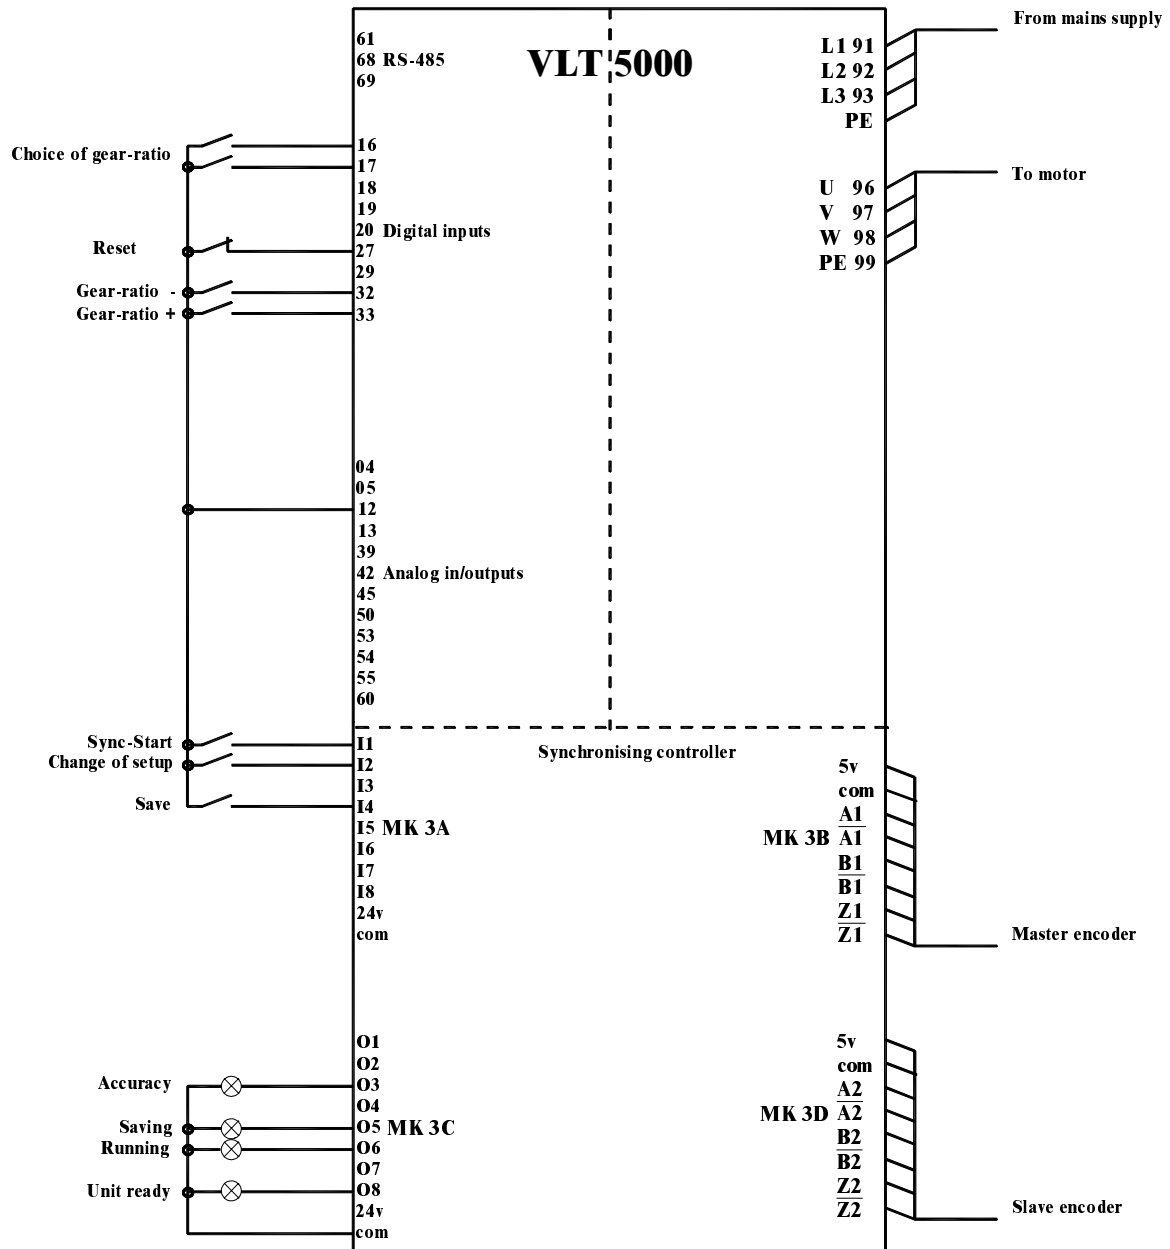 From mains supply
61
68 RS-485
69
VLT 5000
L1 91
L2 92
L3 93
PE
Choice of gear-ratio
16
17
18
19
20 Digital inputs
Reset
27
29
Gear-ratio -
32
Gear-ratio +
33
To motor
U 96
V 97
W 98
PE 99
04
05
12
13
39
42 Analog in/outputs
45
50
53
54
55
60
Synchronising controller
Sync-Start
I1
Change of setup
I2
I3
Save
I4
I5 MK 3A
I6
I7
I8
24v
com
5v
com
A1
MK 3B A̅1̅
B1
B̅1̅
Z1
Z̅1̅
Master encoder
O1
O2
Accuracy
O3
O4
Saving
O5 MK 3C
Running
O6
O7
Unit ready
O8
24v
com
5v
com
A2
MK 3D A̅2̅
B2
B̅2̅
Z2
Z̅2̅
Slave encoder